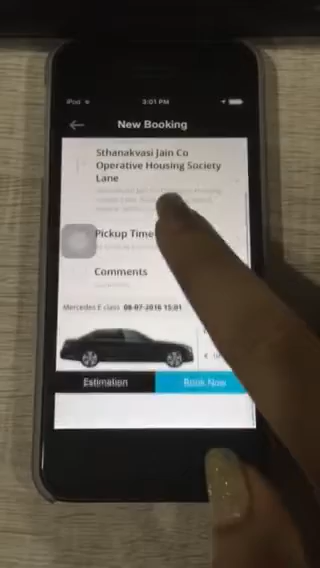 iPod
3:01 PM
New Booking
Sthanakvasi Jain Co
Operative Housing Society
Lane
Pickup Time
Comments
Mercedes E class 08-07-2016 15:01
Estimation
Book Now